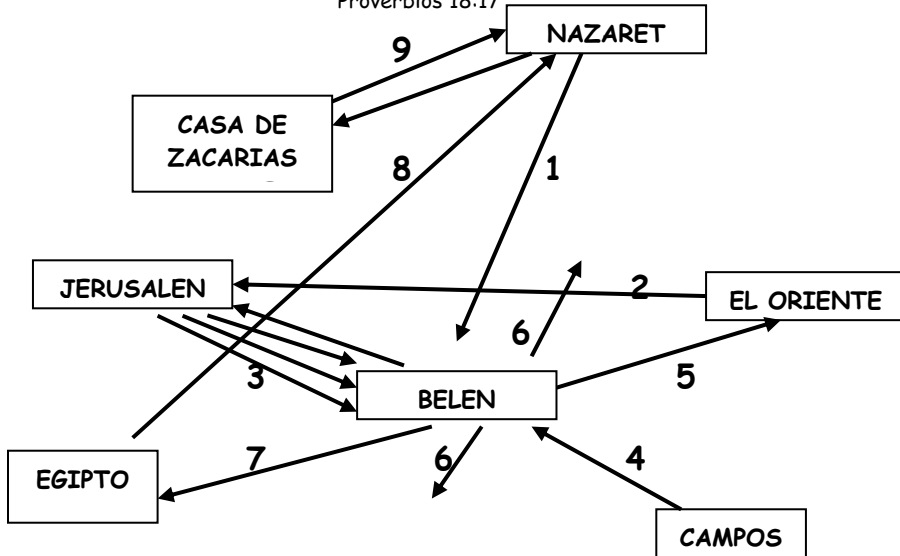 Proverbios 18:17
NAZARET
9
CASA DE
ZACARIAS
8
1
JERUSALEN
2
EL ORIENTE
6
3
5
BELEN
7
6
4
EGIPTO
CAMPOS